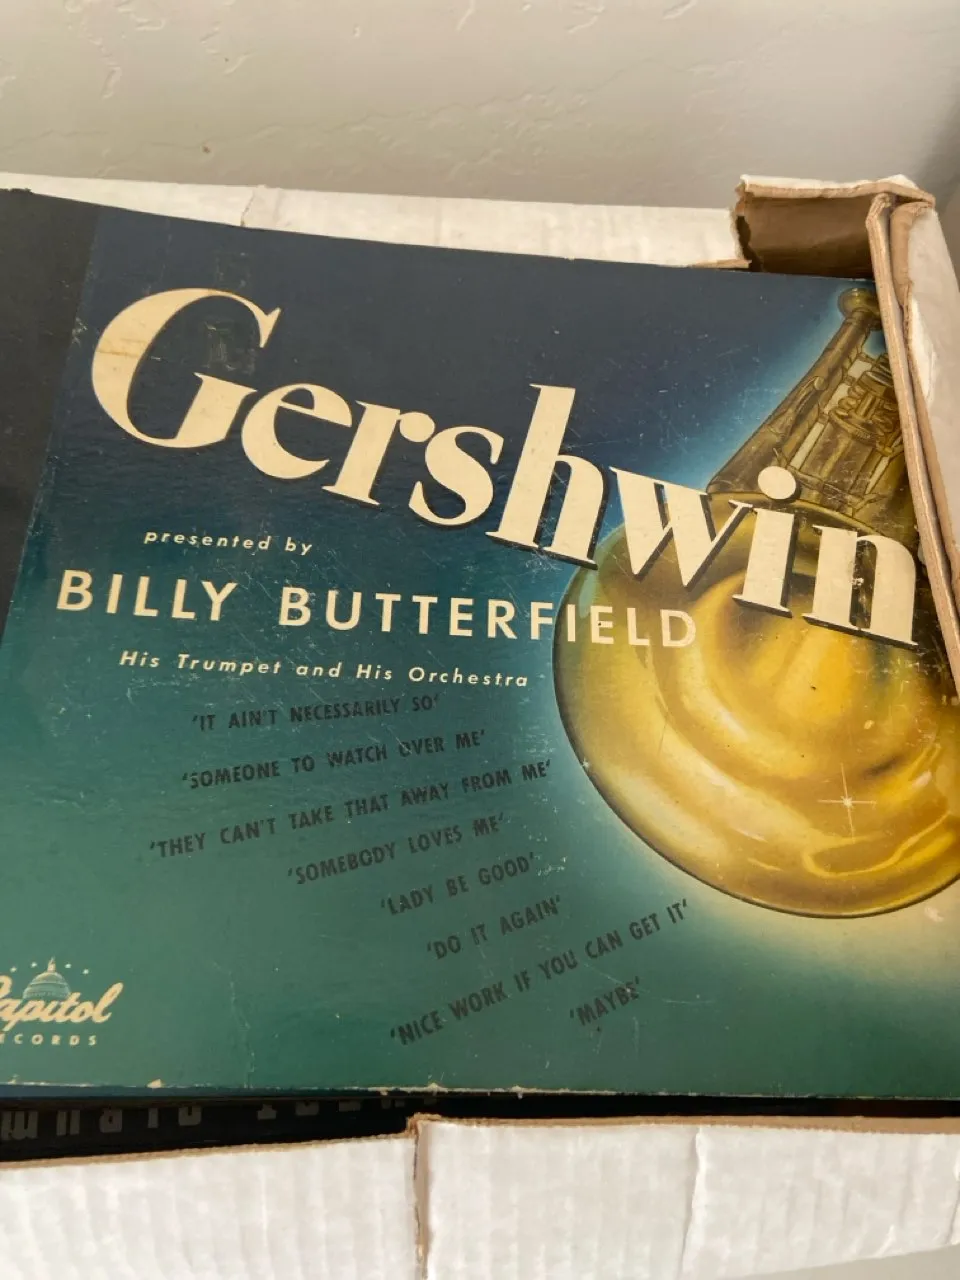 Gershwin
presented by
BILLY BUTTERFIELD
His Trumpet and His Orchestra
'IT AIN'T NECESSARILY SO'
'SOMEONE TO WATCH OVER ME'
'THEY CAN'T TAKE THAT AWAY FROM ME'
'SOMEBODY LOVES ME'
'LADY BE GOOD'
'DO IT AGAIN'
'NICE WORK IF YOU CAN GET IT'
'MAYBE'
Capitol
RECORDS